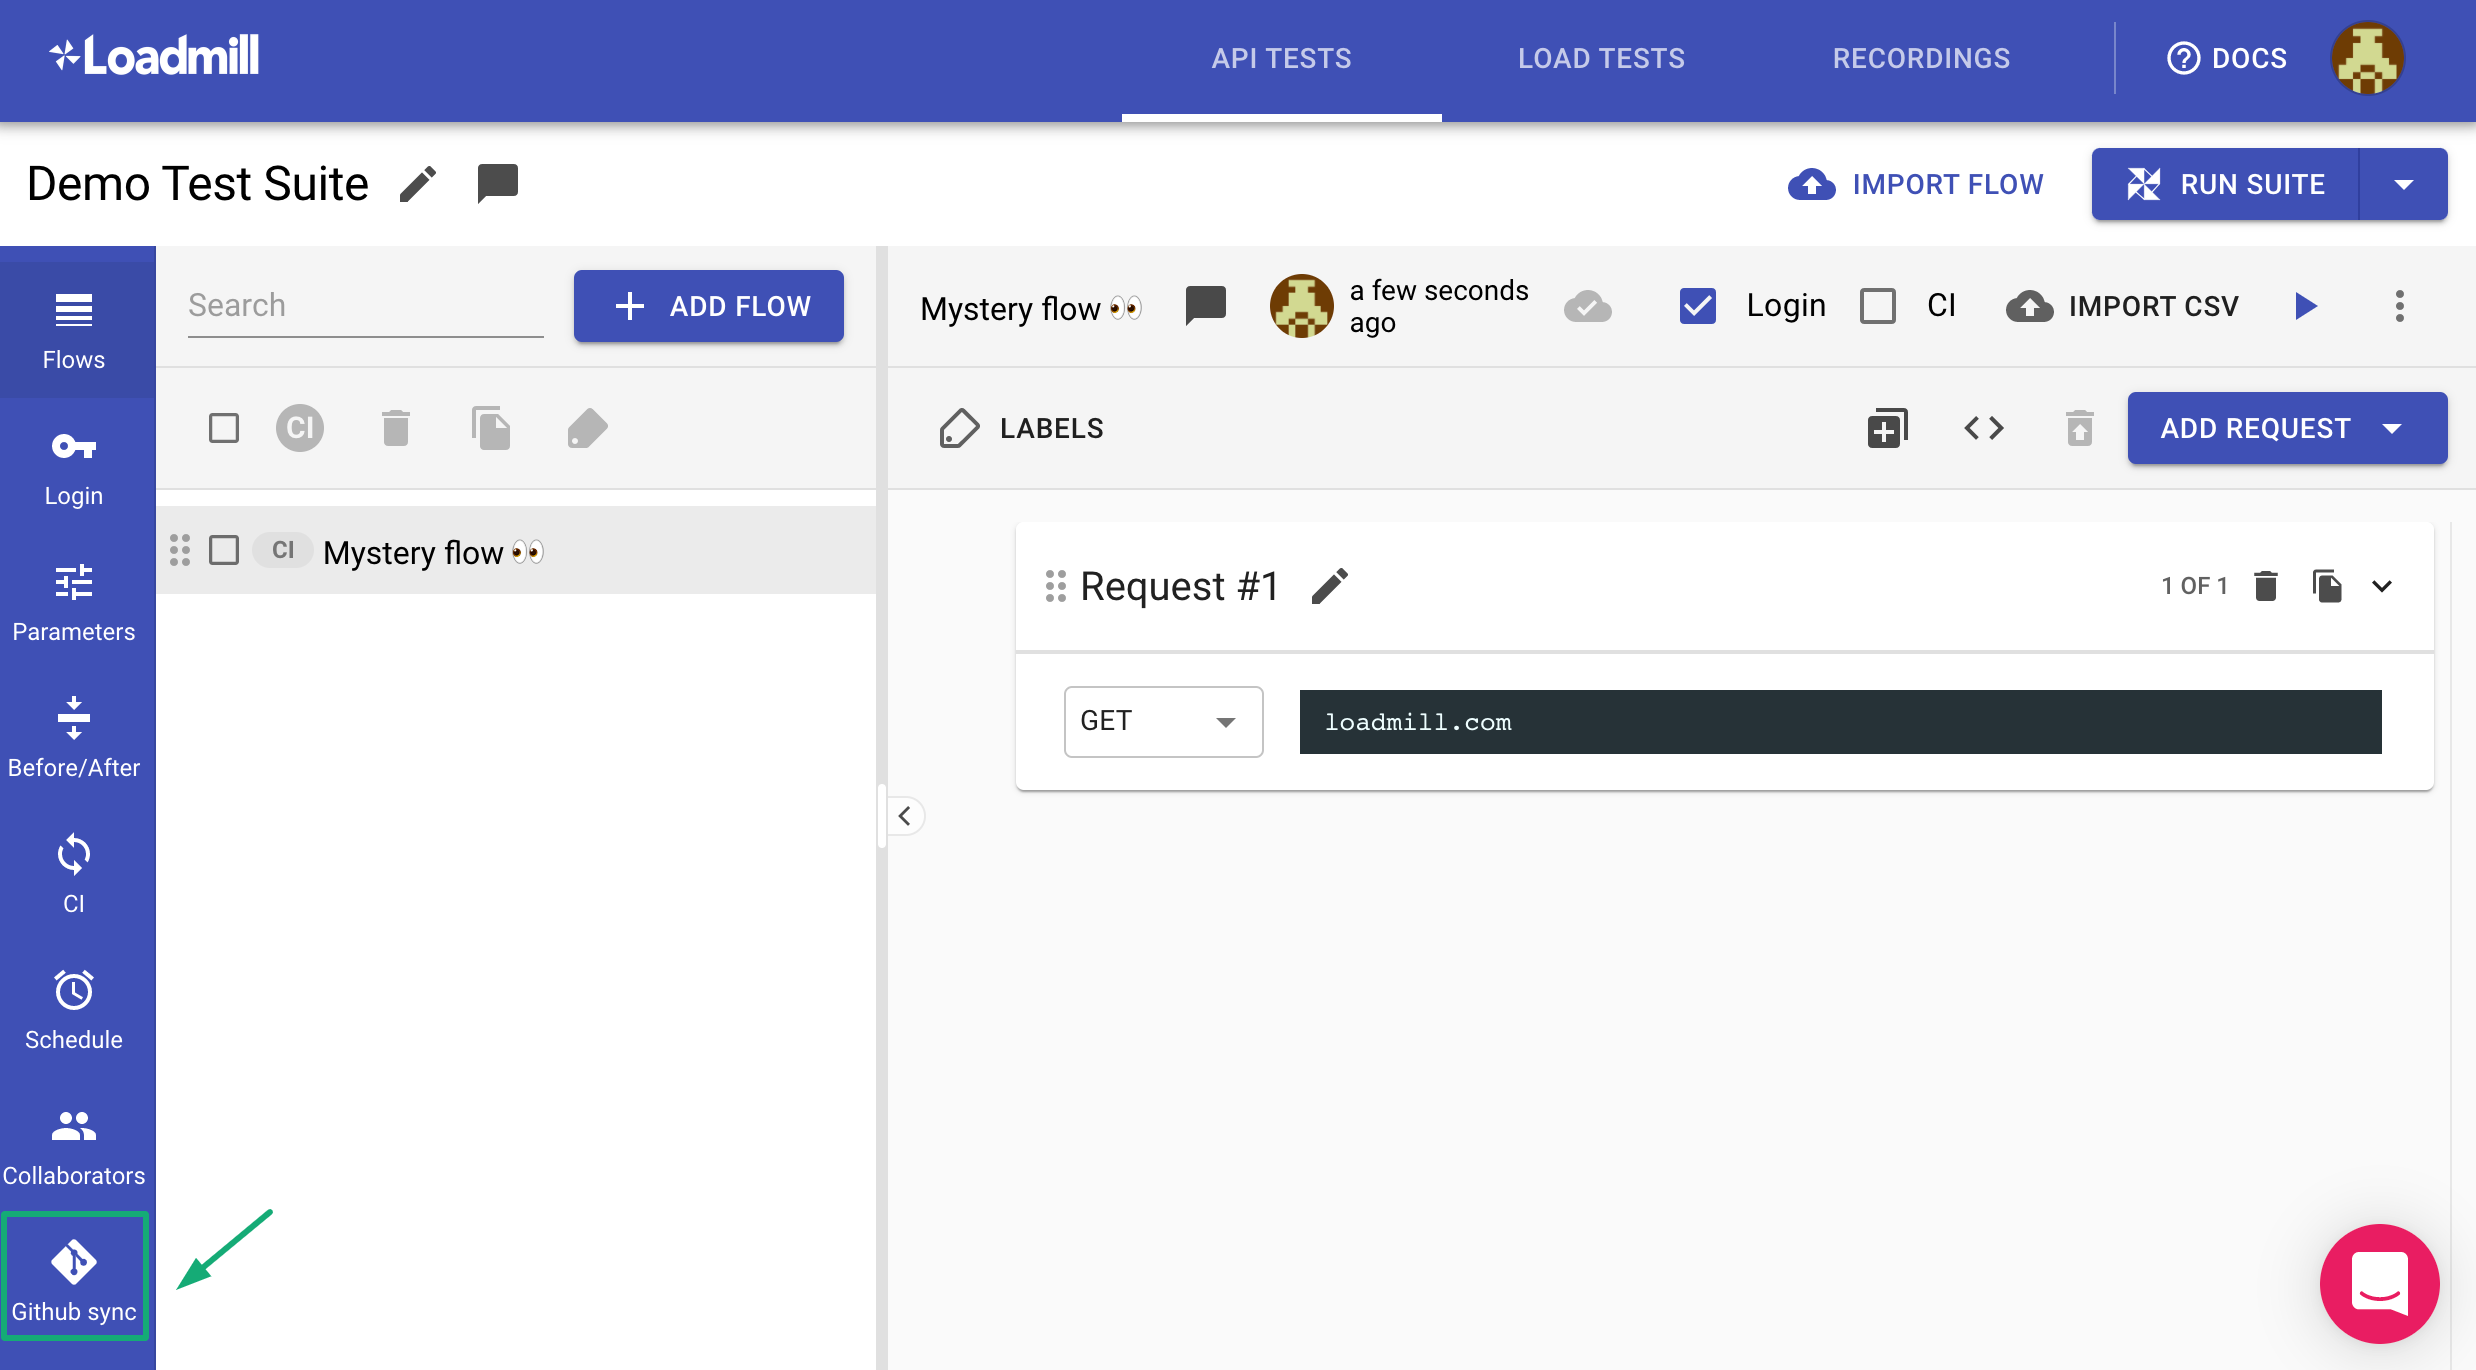 Loadmill
API TESTS
LOAD TESTS
RECORDINGS
DOCS
Demo Test Suite
IMPORT FLOW
RUN SUITE
Flows
Login
Parameters
Before/After
CI
Schedule
Collaborators
Github sync
Search
ADD FLOW
CI
CI Mystery flow 👀
Mystery flow 👀
a few seconds
ago
Login
CI
IMPORT CSV
LABELS
ADD REQUEST
Request #1
1 OF 1
GET
loadmill.com